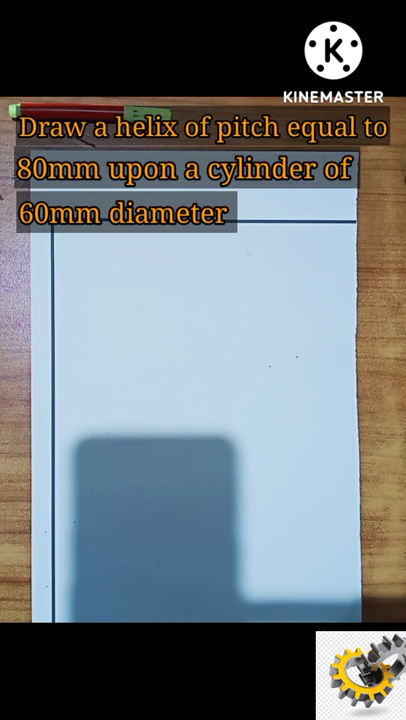 KINEMASTER
Draw a helix of pitch equal to
80mm upon a cylinder of
60mm diameter